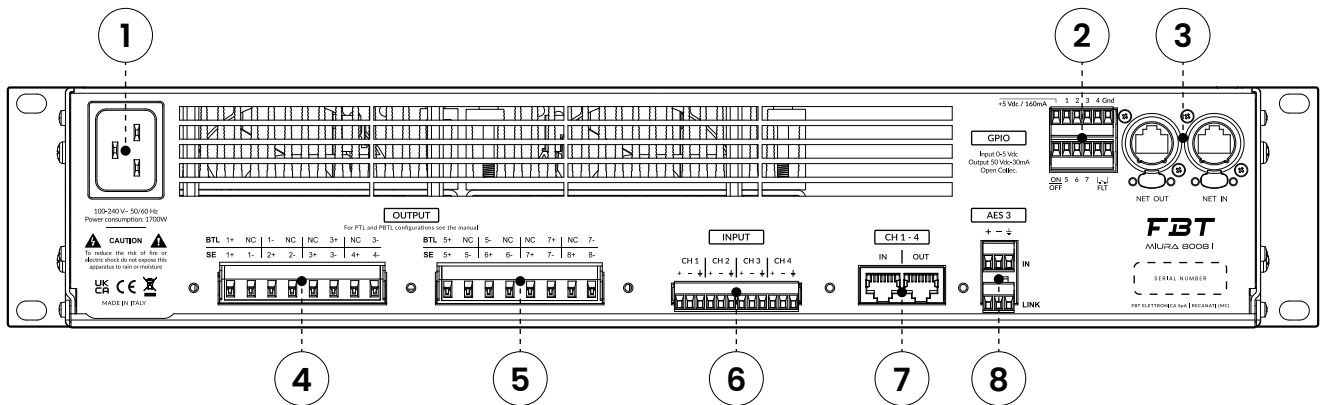 1
2
3
+5 Vdc / 160mA 1 2 3 4 Gnd
GPIO
Input 0-5 Vdc
Output 50 Vdc-30mA
Open Collec.
ON 5 6 7
OFF FLT
NET OUT NET IN
100-240 V~ 50/60 Hz
Power consumption: 1700W
CAUTION
To reduce the risk of fire or
electric shock do not expose this
apparatus to rain or moisture
UK
CA CE
MADE IN ITALY
OUTPUT
For PTL and PBTL configurations see the manual
BTL 1+ NC 1- NC NC 3+ NC 3-
SE 1+ 1- 2+ 2- 3+ 3- 4+ 4-
BTL 5+ NC 5- NC NC 7+ NC 7-
SE 5+ 5- 6+ 6- 7+ 7- 8+ 8-
INPUT
CH 1 CH 2 CH 3 CH 4
+ - + - + - + -
CH 1 - 4
IN OUT
AES 3
+ -
IN
LINK
FBT
MIURA 8008 I
SERIAL NUMBER
FBT ELETTRONICA SpA | RECANATI (MC)
4
5
6
7
8